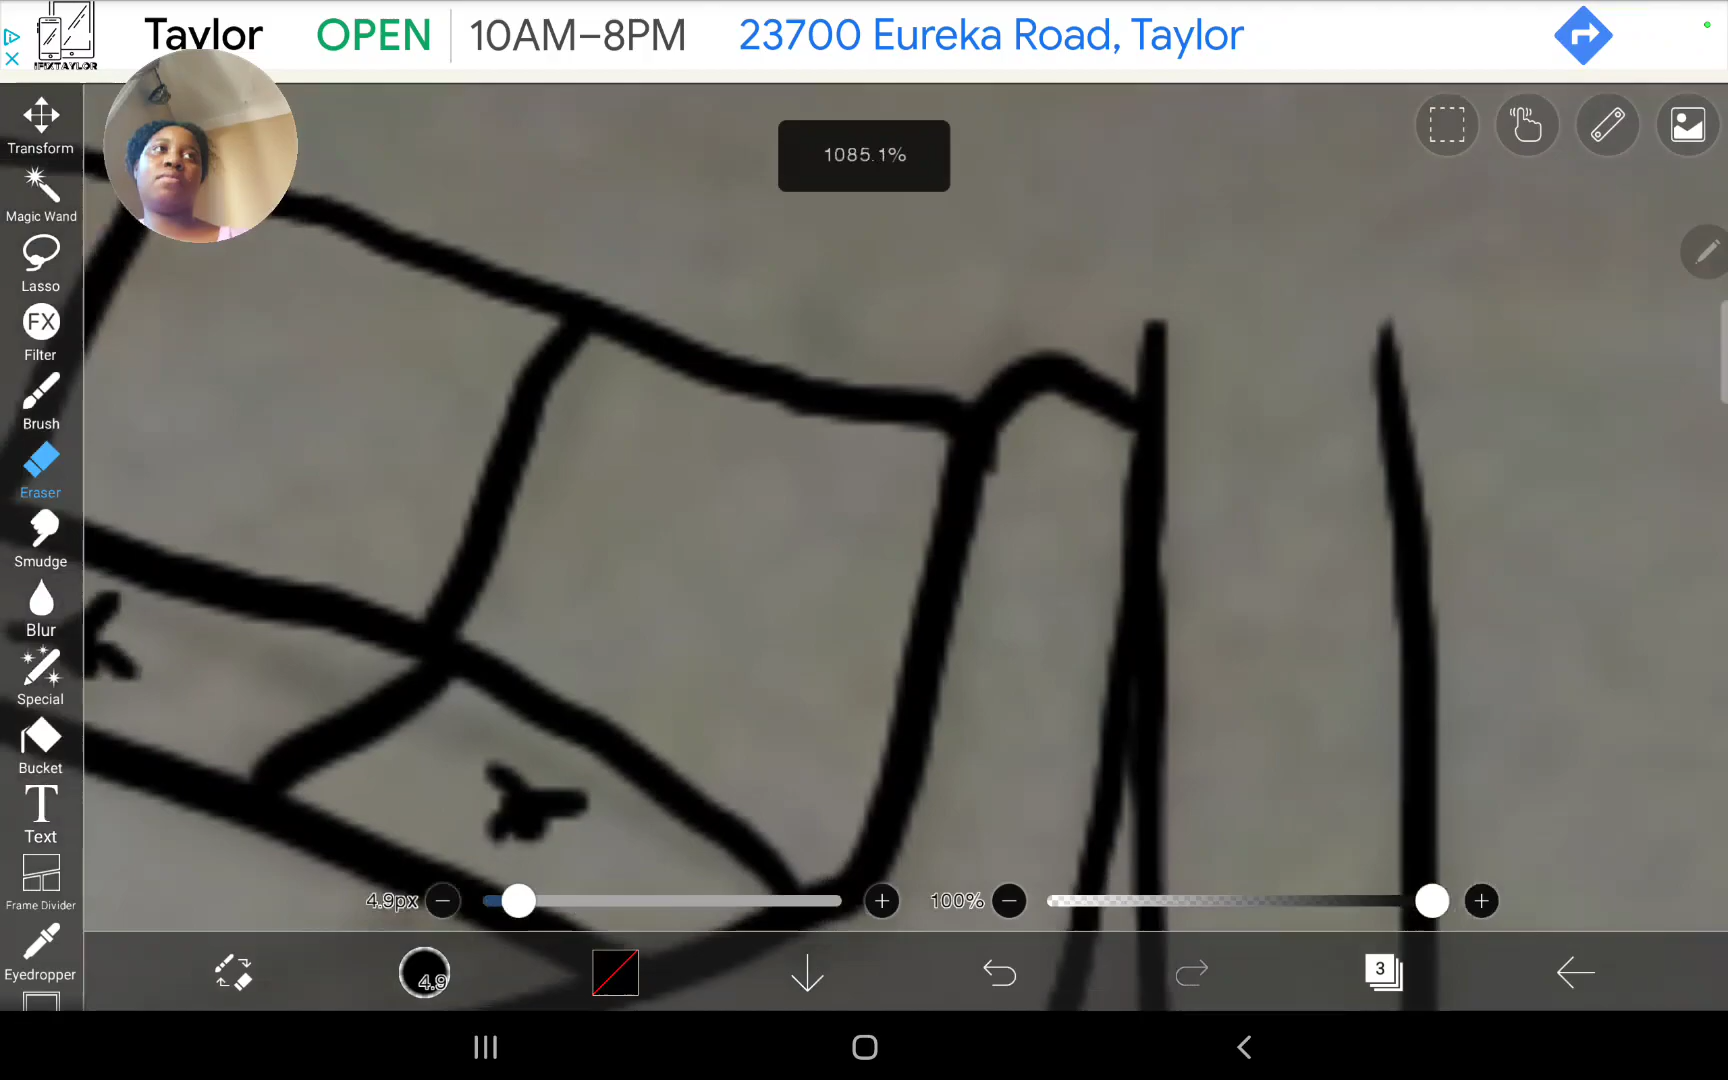 IFIXTAYLOR
Taylor OPEN 10AM–8PM 23700 Eureka Road, Taylor
1085.1%
Transform
Magic Wand
Lasso
FX
Filter
Brush
Eraser
Smudge
Blur
Special
Bucket
T
Text
Frame Divider
Eyedropper
4.9px
100%
4.9
3